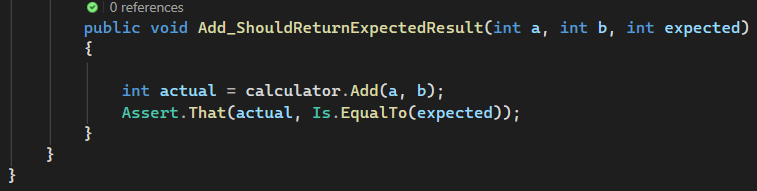 0 references
public void Add_ShouldReturnExpectedResult(int a, int b, int expected)
{
int actual = calculator.Add(a, b);
Assert.That(actual, Is.EqualTo(expected));
}
}
}